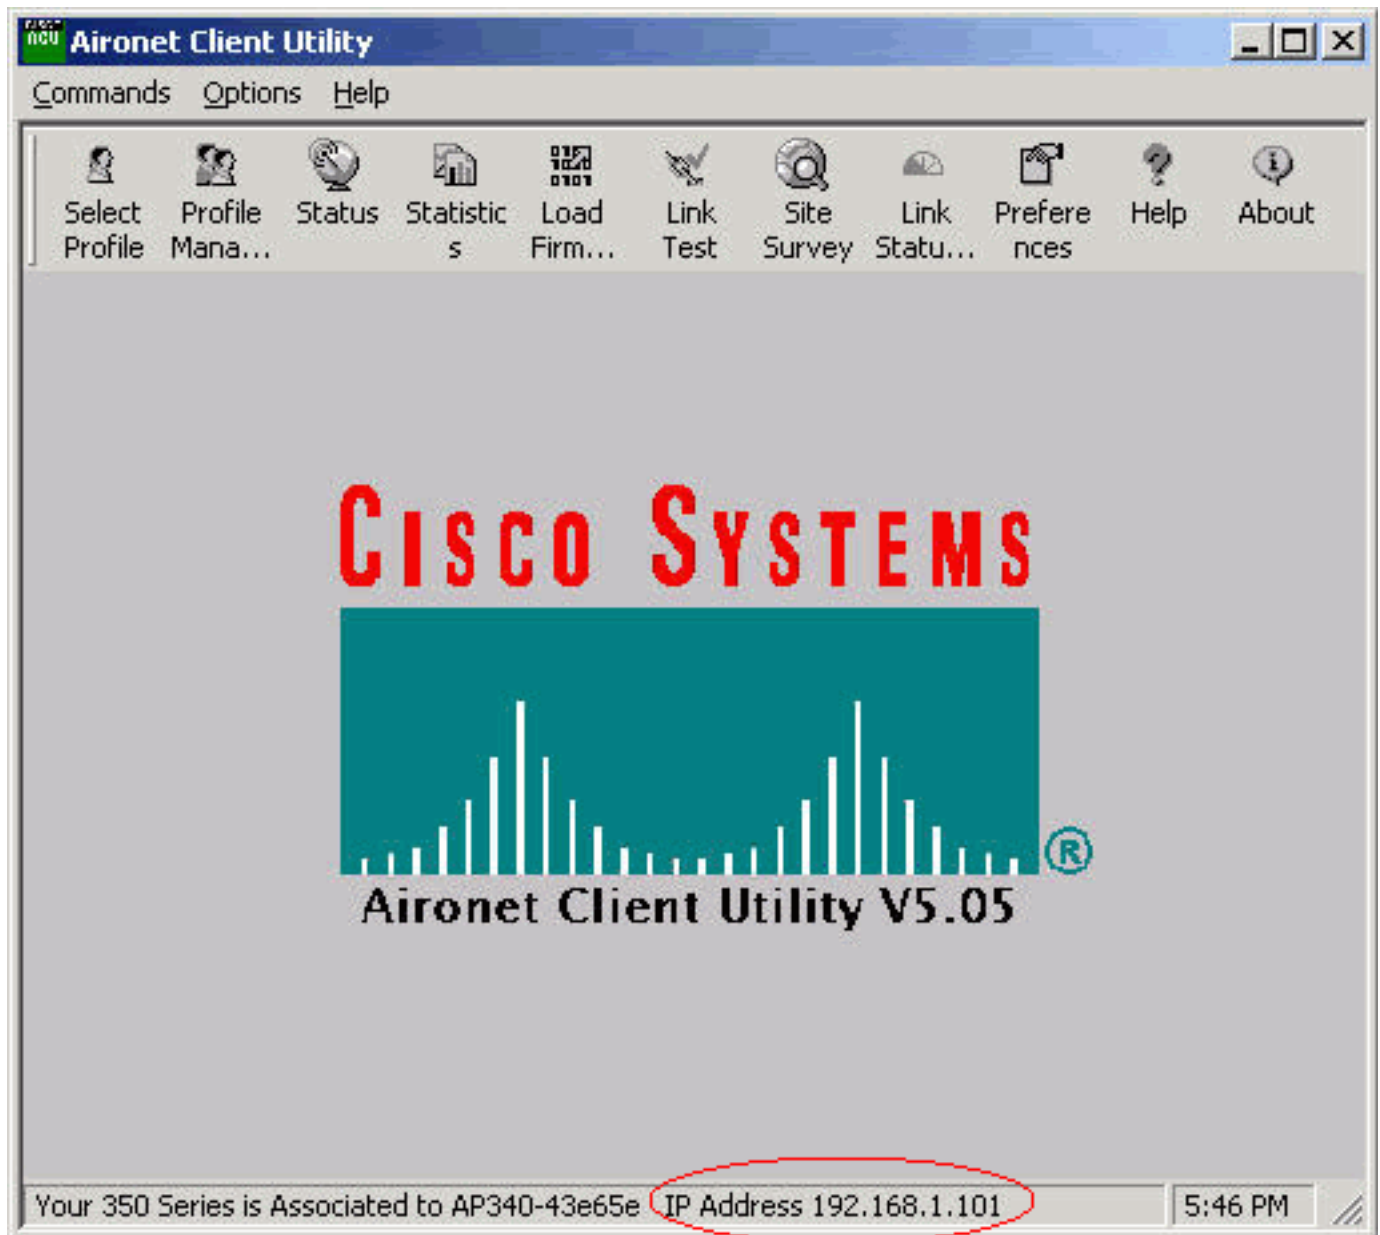 CISCO
ACU
Aironet Client Utility
Commands Options Help
Select Profile
Profile Mana...
Status
Statistic s
Load Firm...
Link Test
Site Survey
Link Statu...
Prefere nces
Help
About
CISCO SYSTEMS
®
Aironet Client Utility V5.05
Your 350 Series is Associated to AP340-43e65e IP Address 192.168.1.101 5:46 PM